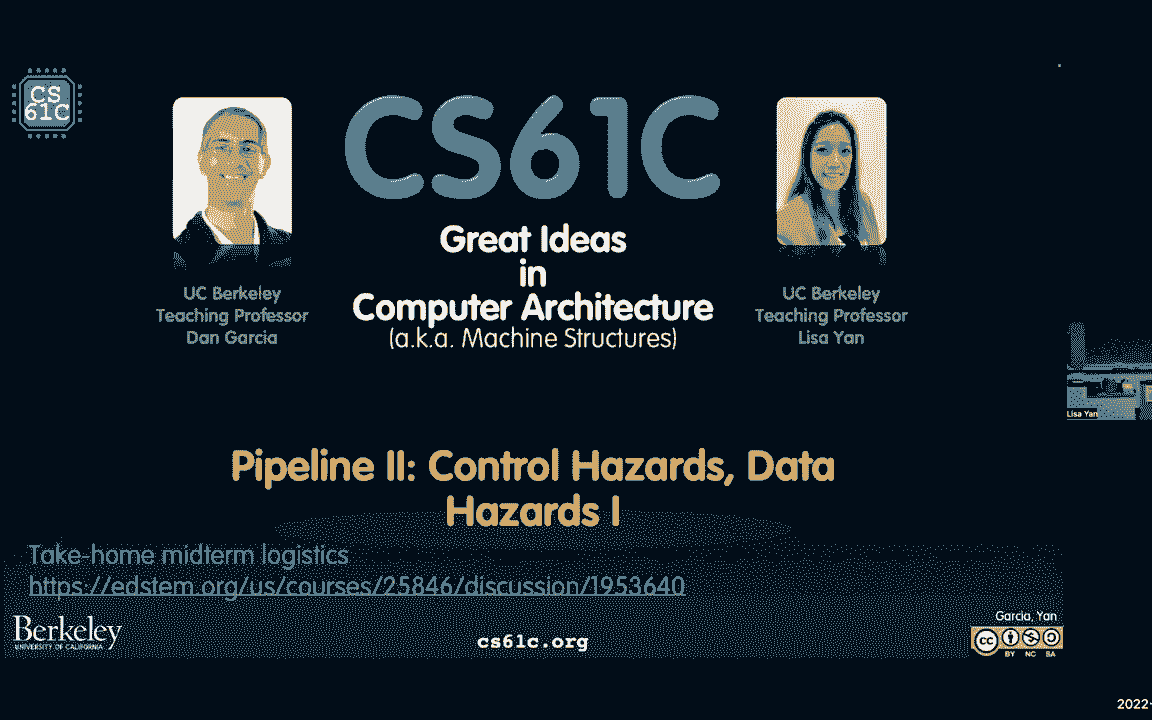 CS
61C
CS61C
Great Ideas
in
Computer Architecture
(a.k.a. Machine Structures)
UC Berkeley
Teaching Professor
Dan Garcia
UC Berkeley
Teaching Professor
Lisa Yan
Lisa Yan
Pipeline II: Control Hazards, Data
Hazards I
Take-home midterm logistics
https://edstem.org/us/courses/25846/discussion/1953640
Berkeley
UNIVERSITY OF CALIFORNIA
cs61c.org
Garcia, Yan
cc
BY NC SA
2022-